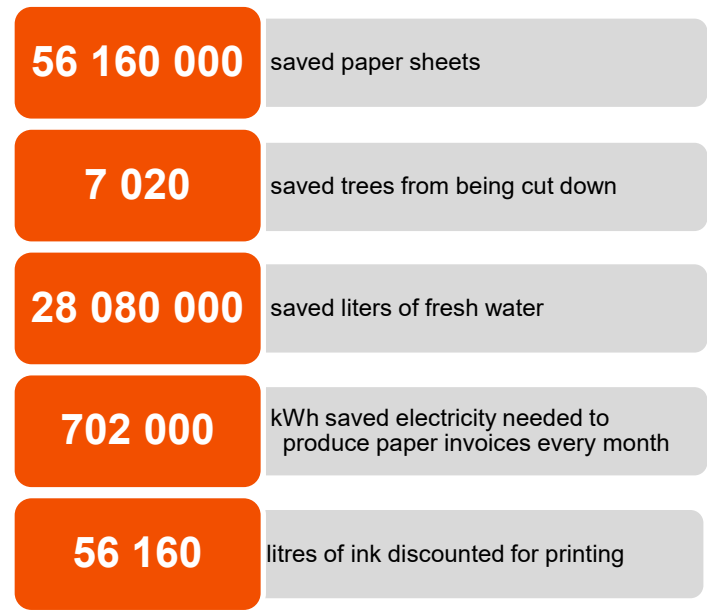 56 160 000
saved paper sheets
7 020
saved trees from being cut down
28 080 000
saved liters of fresh water
702 000
kWh saved electricity needed to
produce paper invoices every month
56 160
litres of ink discounted for printing